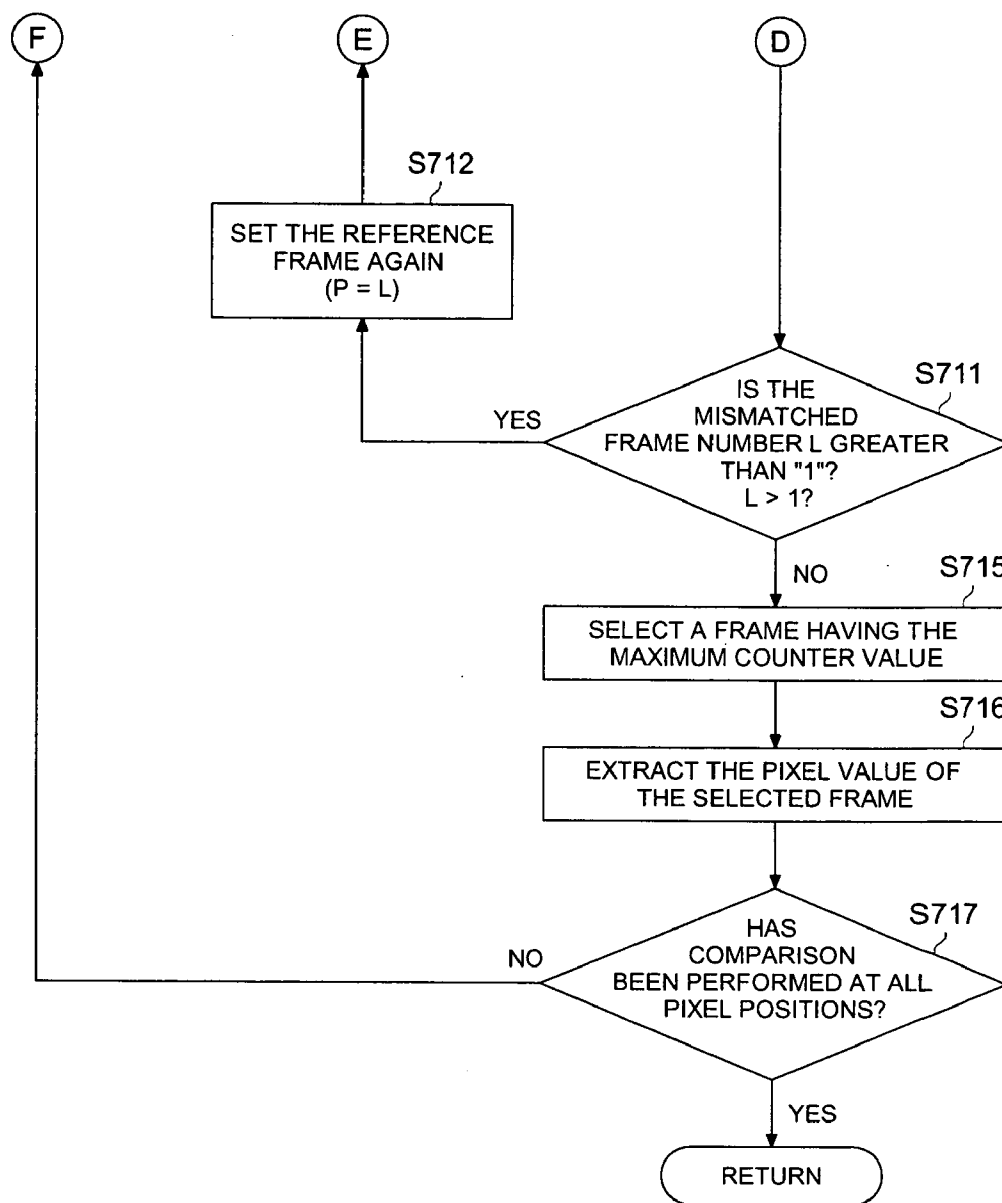 F
E
D
S712
SET THE REFERENCE
FRAME AGAIN
(P = L)
S711
IS THE
MISMATCHED
FRAME NUMBER L GREATER
THAN "1"?
L > 1?
YES
NO
S715
SELECT A FRAME HAVING THE
MAXIMUM COUNTER VALUE
S716
EXTRACT THE PIXEL VALUE OF
THE SELECTED FRAME
S717
HAS
COMPARISON
BEEN PERFORMED AT ALL
PIXEL POSITIONS?
NO
YES
RETURN